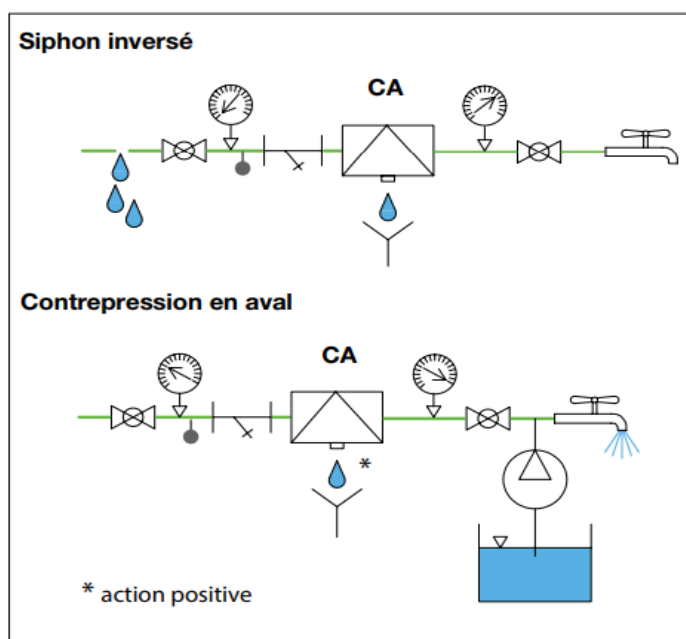 Siphon inversé
CA
Contrepression en aval
CA
*
* action positive